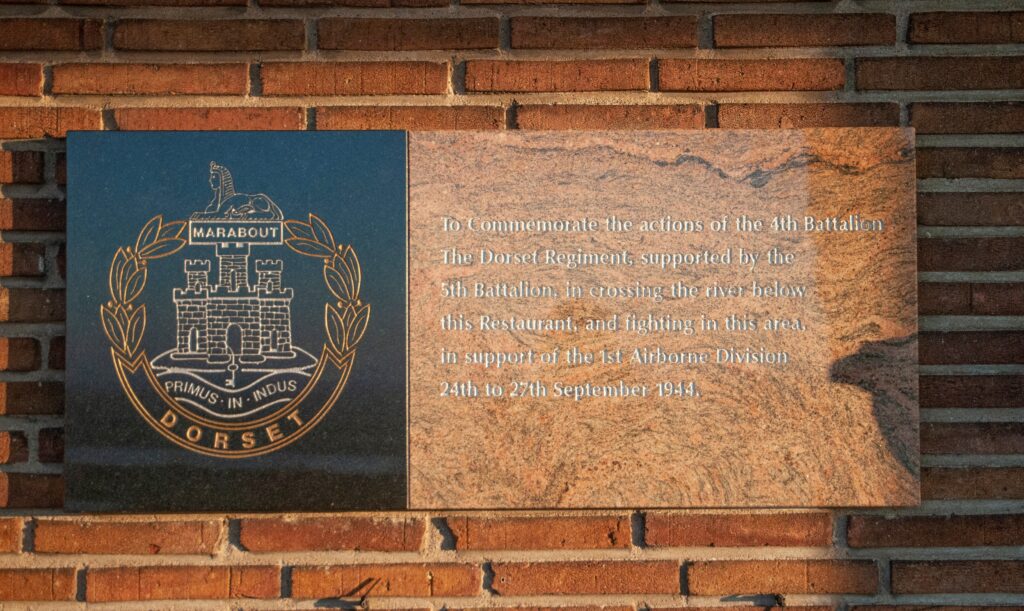 MARABOUT
PRIMUS · IN · INDUS
DORSET
To Commemorate the actions of the 4th Battalion
The Dorset Regiment, supported by the
5th Battalion, in crossing the river below
this Restaurant, and fighting in this area,
in support of the 1st Airborne Division
24th to 27th September 1944.